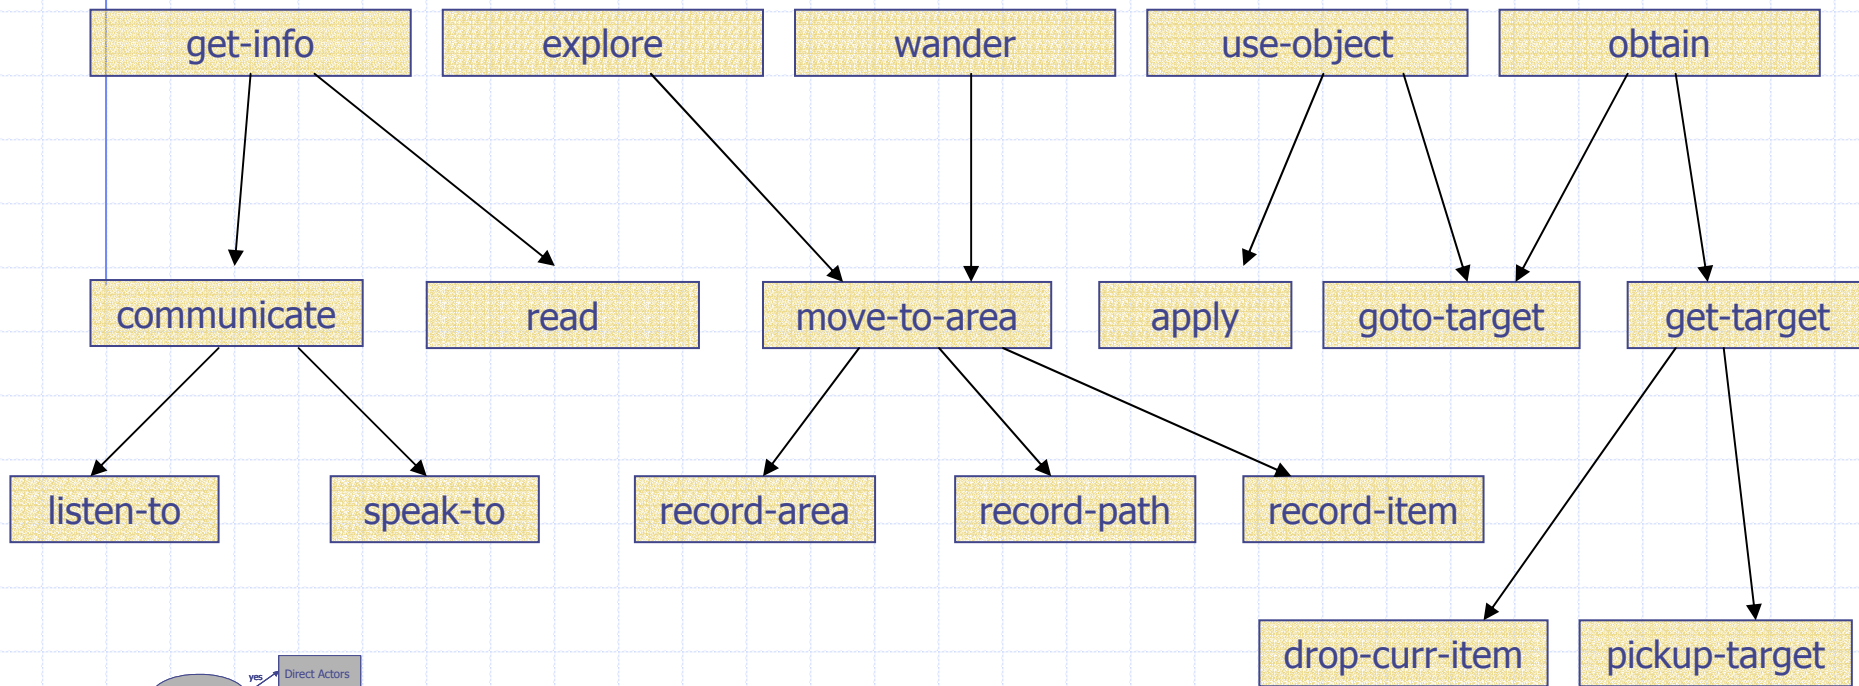 get-info
explore
wander
use-object
obtain
communicate
read
move-to-area
apply
goto-target
get-target
listen-to
speak-to
record-area
record-path
record-item
drop-curr-item
pickup-target
yes
Direct Actors